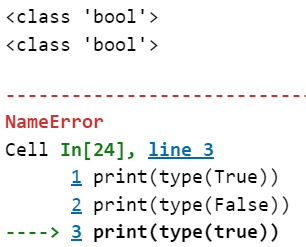 <class 'bool'>
<class 'bool'>
----------------------------
NameError
Cell In[24], line 3
      1 print(type(True))
      2 print(type(False))
----> 3 print(type(true))